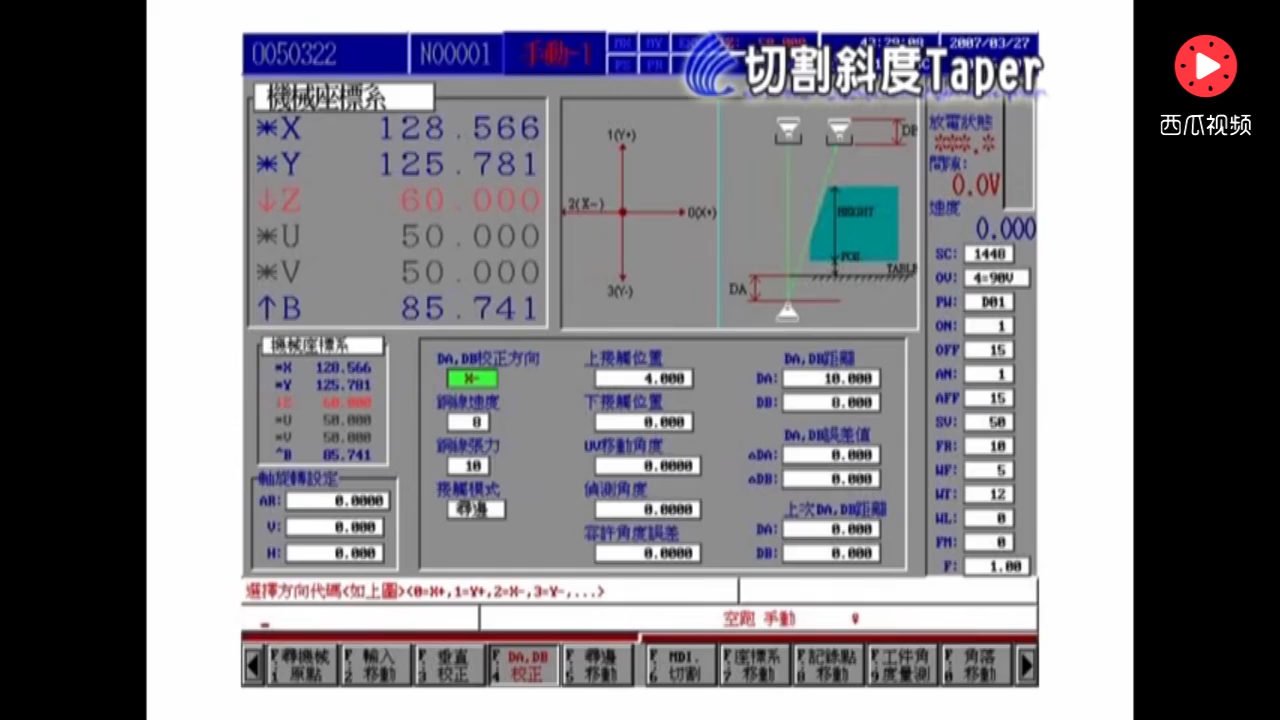 O050322
N00001
手動-1
2007/03/27
切割斜度Taper
西瓜视频
機械座標系
*X 128.566
*Y 125.781
↓Z 60.000
*U 50.000
*V 50.000
↑B 85.741
1(Y+)
2(X-)
0(X+)
3(Y-)
HEIGHT
POS
TABLE
DA
放電狀態
***.*
間隙:
0.0V
速度
0.000
SC: 1440
OV: 4=90V
PW: D01
ON: 1
OFF 15
AN: 1
AFF 15
SV: 50
FR: 10
WF: 5
WT: 12
WL: 0
FM: 0
F: 1.00
機械座標系
*X 128.566
*Y 125.781
↓Z 60.000
*U 50.000
*V 50.000
^B 85.741
軸旋轉設定
AR: 0.0000
V: 0.000
H: 0.000
DA,DB校正方向
X-
銅線速度
8
銅線張力
10
接觸模式
尋邊
上接觸位置
4.000
下接觸位置
0.000
UV移動角度
0.0000
偵測角度
0.0000
容許角度誤差
0.0000
DA,DB距離
DA: 10.000
DB: 8.000
DA,DB誤差值
△DA: 0.000
△DB: 0.000
上次DA,DB距離
DA: 0.000
DB: 0.000
選擇方向代碼<如上圖><0=X+,1=Y+,2=X-,3=Y-,...>
空跑 手動
F1 尋機械原點
F2 輸入移動
F3 垂直校正
F4 DA,DB校正
F5 尋邊移動
F6 MDI.切割
F7 座標系移動
F8 記錄點移動
F9 工件角度量測
F0 角落移動